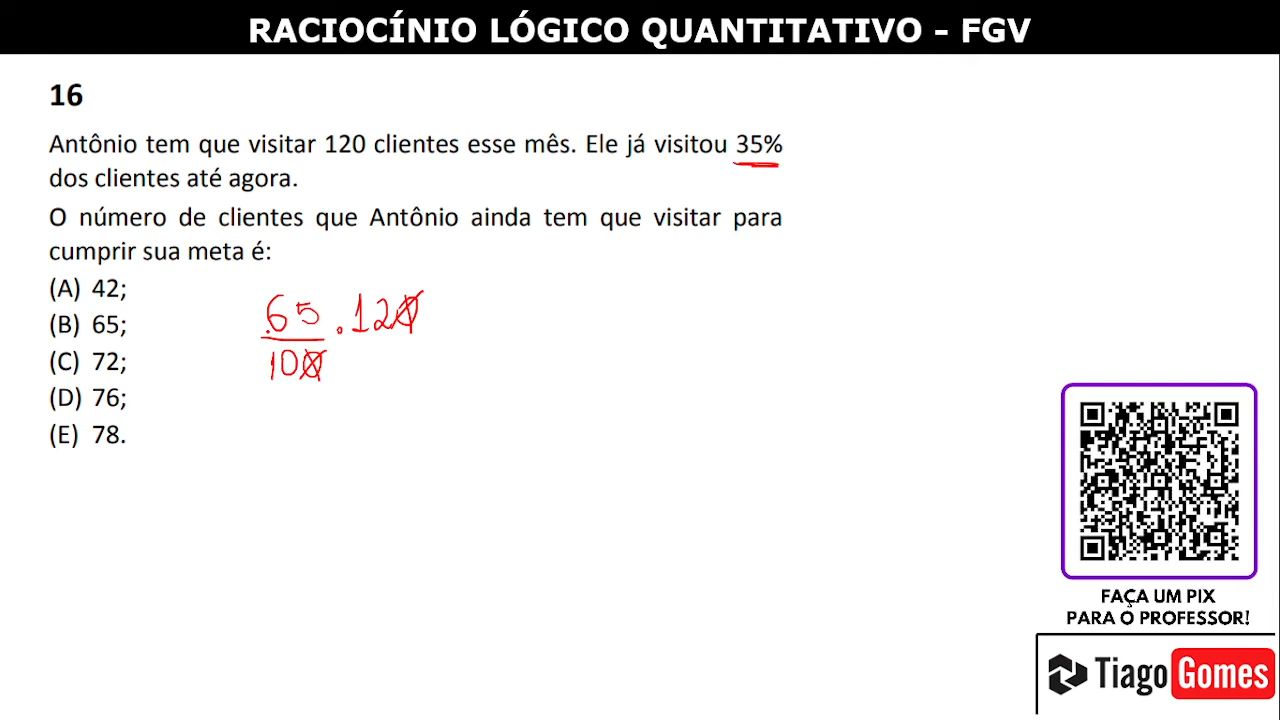 RACIOCÍNIO LÓGICO QUANTITATIVO - FGV
16
Antônio tem que visitar 120 clientes esse mês. Ele já visitou 35%
dos clientes até agora.
O número de clientes que Antônio ainda tem que visitar para
cumprir sua meta é:
(A) 42;
(B) 65;
(C) 72;
(D) 76;
(E) 78.
65 . 120
100
FAÇA UM PIX
PARA O PROFESSOR!
Tiago Gomes